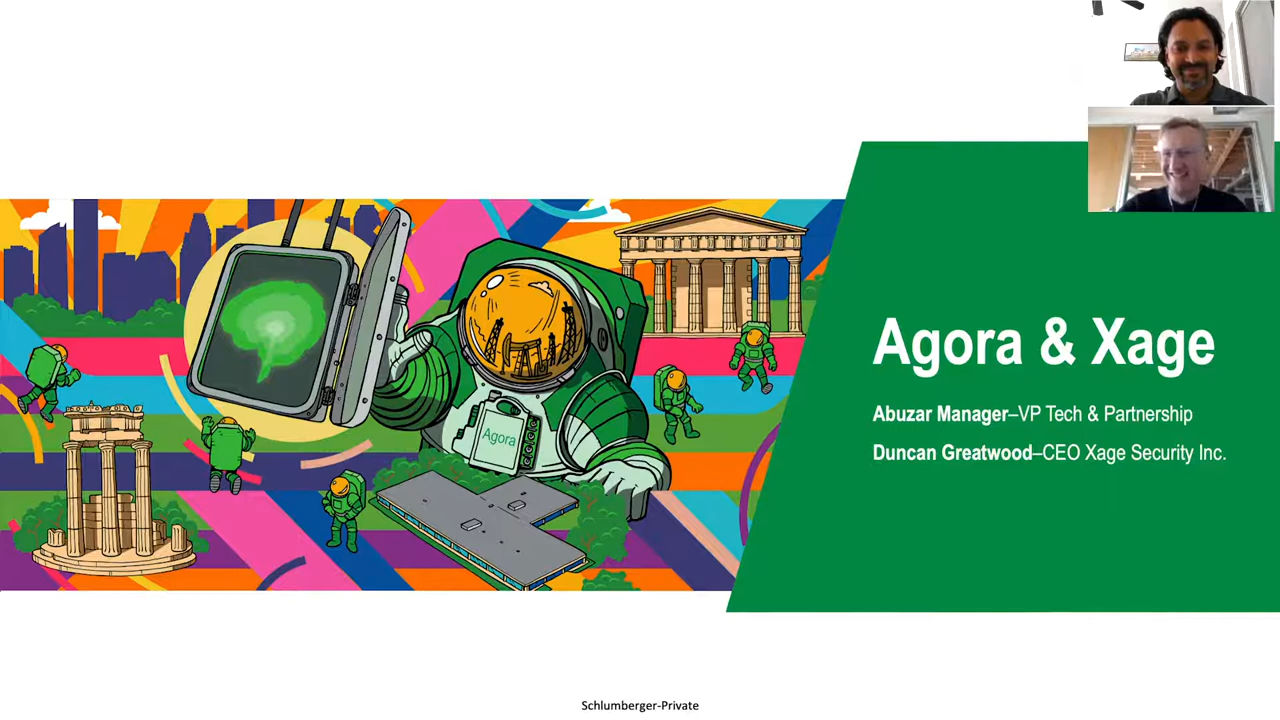 Agora
Agora & Xage
Abuzar Manager–VP Tech & Partnership
Duncan Greatwood–CEO Xage Security Inc.
Schlumberger-Private